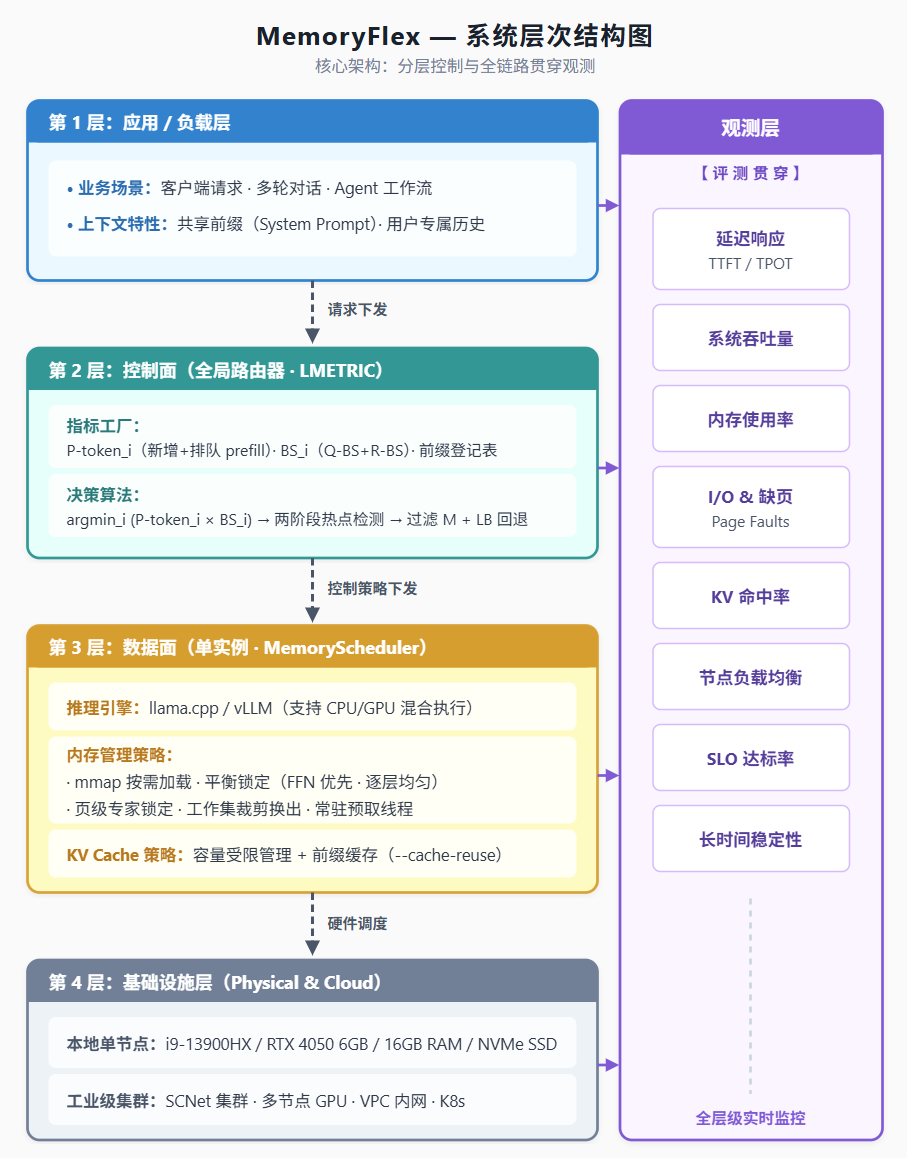 MemoryFlex — 系统层次结构图
核心架构：分层控制与全链路贯穿观测
第 1 层：应用 / 负载层
• 业务场景：客户端请求 · 多轮对话 · Agent 工作流
• 上下文特性：共享前缀（System Prompt）· 用户专属历史
请求下发
第 2 层：控制面（全局路由器 · LMETRIC）
指标工厂：
P-token_i（新增+排队 prefill）· BS_i（Q-BS+R-BS）· 前缀登记表
决策算法：
argmin_i (P-token_i × BS_i) → 两阶段热点检测 → 过滤 M + LB 回退
控制策略下发
第 3 层：数据面（单实例 · MemoryScheduler）
推理引擎：llama.cpp / vLLM（支持 CPU/GPU 混合执行）
内存管理策略：
· mmap 按需加载 · 平衡锁定（FFN 优先 · 逐层均匀）
· 页级专家锁定 · 工作集裁剪换出 · 常驻预取线程
KV Cache 策略：容量受限管理 + 前缀缓存（--cache-reuse）
硬件调度
第 4 层：基础设施层（Physical & Cloud）
本地单节点：i9-13900HX / RTX 4050 6GB / 16GB RAM / NVMe SSD
工业级集群：SCNet 集群 · 多节点 GPU · VPC 内网 · K8s
观测层
【 评 测 贯 穿 】
延迟响应
TTFT / TPOT
系统吞吐量
内存使用率
I/O & 缺页
Page Faults
KV 命中率
节点负载均衡
SLO 达标率
长时间稳定性
全层级实时监控